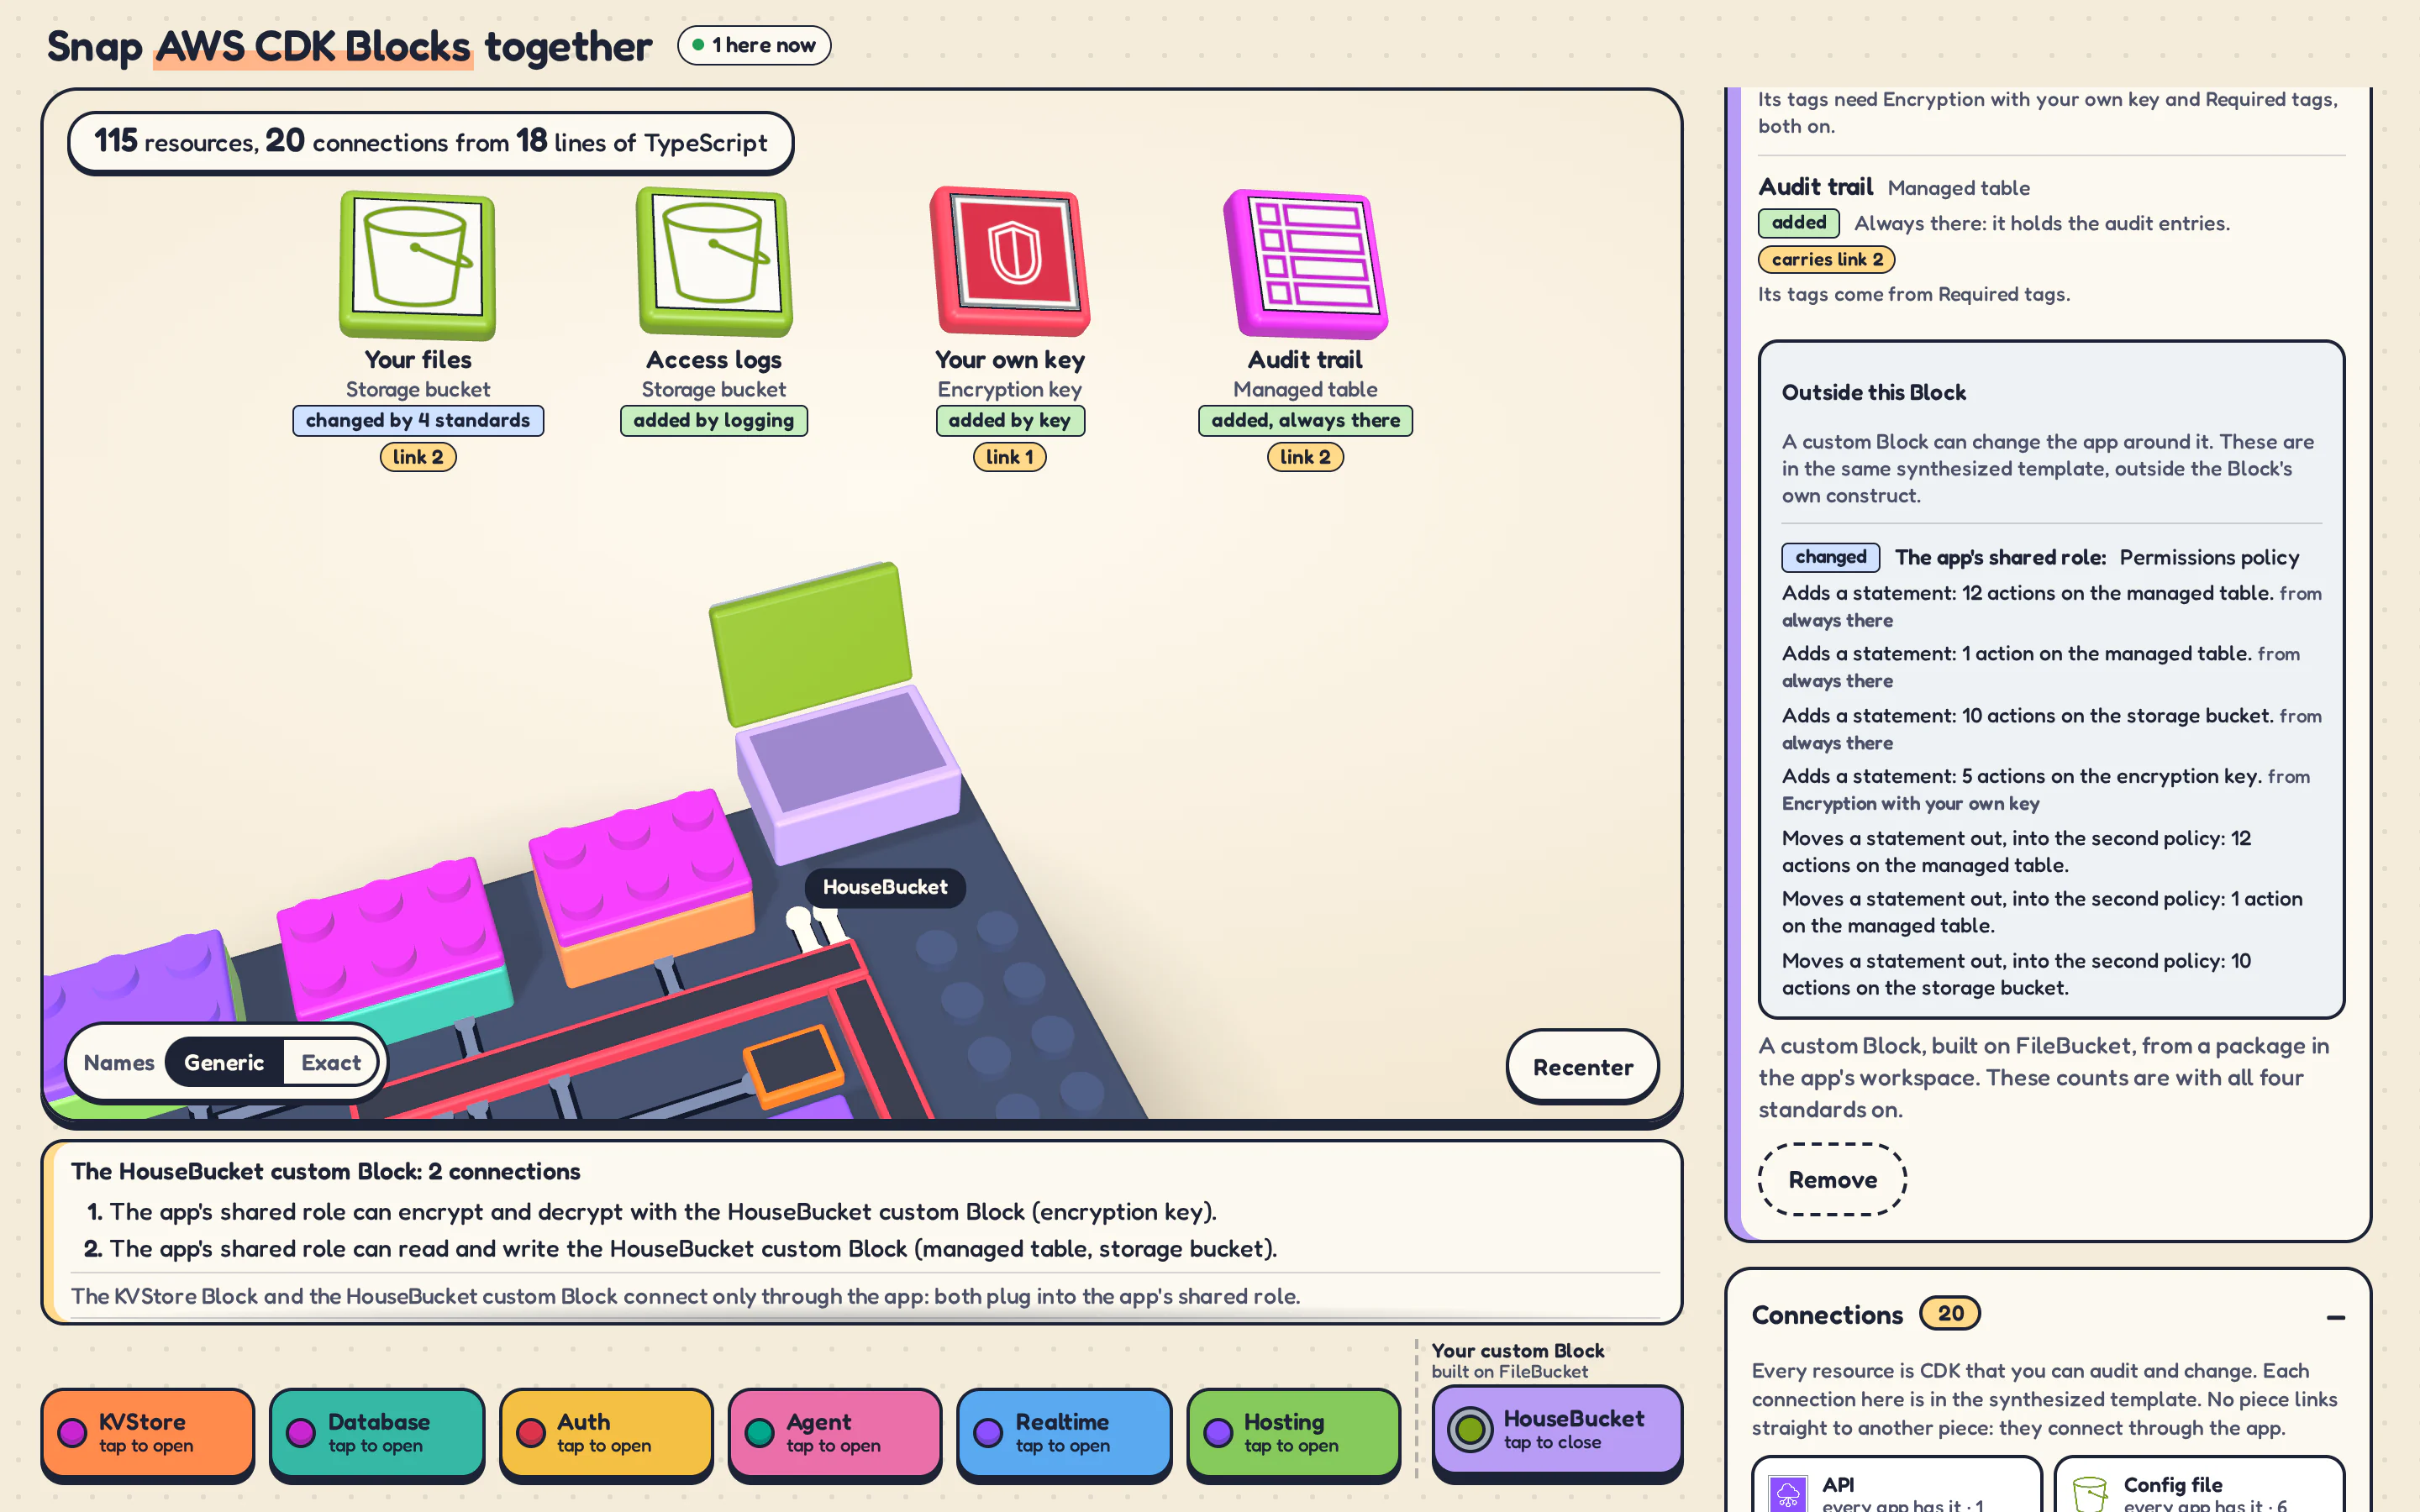 Snap AWS CDK Blocks together
1 here now
115 resources, 20 connections from 18 lines of TypeScript
Your files
Storage bucket
changed by 4 standards
link 2
Access logs
Storage bucket
added by logging
Your own key
Encryption key
added by key
link 1
Audit trail
Managed table
added, always there
link 2
HouseBucket
Names
Generic
Exact
Recenter
The HouseBucket custom Block: 2 connections
1. The app's shared role can encrypt and decrypt with the HouseBucket custom Block (encryption key).
2. The app's shared role can read and write the HouseBucket custom Block (managed table, storage bucket).
The KVStore Block and the HouseBucket custom Block connect only through the app: both plug into the app's shared role.
KVStore
tap to open
Database
tap to open
Auth
tap to open
Agent
tap to open
Realtime
tap to open
Hosting
tap to open
Your custom Block
built on FileBucket
HouseBucket
tap to close
Its tags need Encryption with your own key and Required tags,
both on.
Audit trail Managed table
added Always there: it holds the audit entries.
carries link 2
Its tags come from Required tags.
Outside this Block
A custom Block can change the app around it. These are
in the same synthesized template, outside the Block's
own construct.
changed The app's shared role: Permissions policy
Adds a statement: 12 actions on the managed table. from
always there
Adds a statement: 1 action on the managed table. from
always there
Adds a statement: 10 actions on the storage bucket. from
always there
Adds a statement: 5 actions on the encryption key. from
Encryption with your own key
Moves a statement out, into the second policy: 12
actions on the managed table.
Moves a statement out, into the second policy: 1 action
on the managed table.
Moves a statement out, into the second policy: 10
actions on the storage bucket.
A custom Block, built on FileBucket, from a package in
the app's workspace. These counts are with all four
standards on.
Remove
Connections 20
Every resource is CDK that you can audit and change. Each
connection here is in the synthesized template. No piece links
straight to another piece: they connect through the app.
API
every app has it · 1
Config file
every app has it · 6